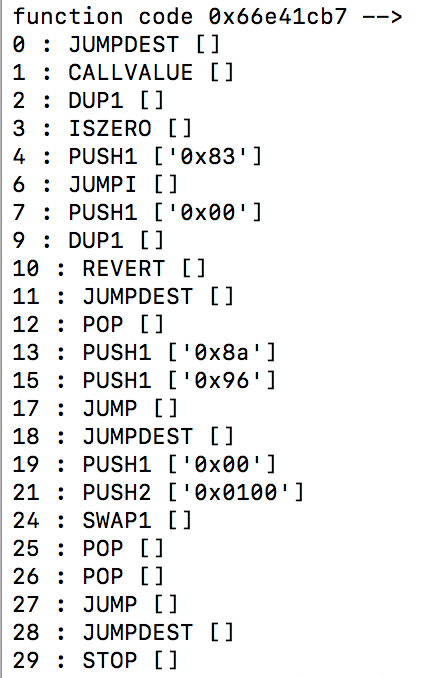 function code 0x66e41cb7 -->
0 : JUMPDEST []
1 : CALLVALUE []
2 : DUP1 []
3 : ISZERO []
4 : PUSH1 ['0x83']
6 : JUMPI []
7 : PUSH1 ['0x00']
9 : DUP1 []
10 : REVERT []
11 : JUMPDEST []
12 : POP []
13 : PUSH1 ['0x8a']
15 : PUSH1 ['0x96']
17 : JUMP []
18 : JUMPDEST []
19 : PUSH1 ['0x00']
21 : PUSH2 ['0x0100']
24 : SWAP1 []
25 : POP []
26 : POP []
27 : JUMP []
28 : JUMPDEST []
29 : STOP []